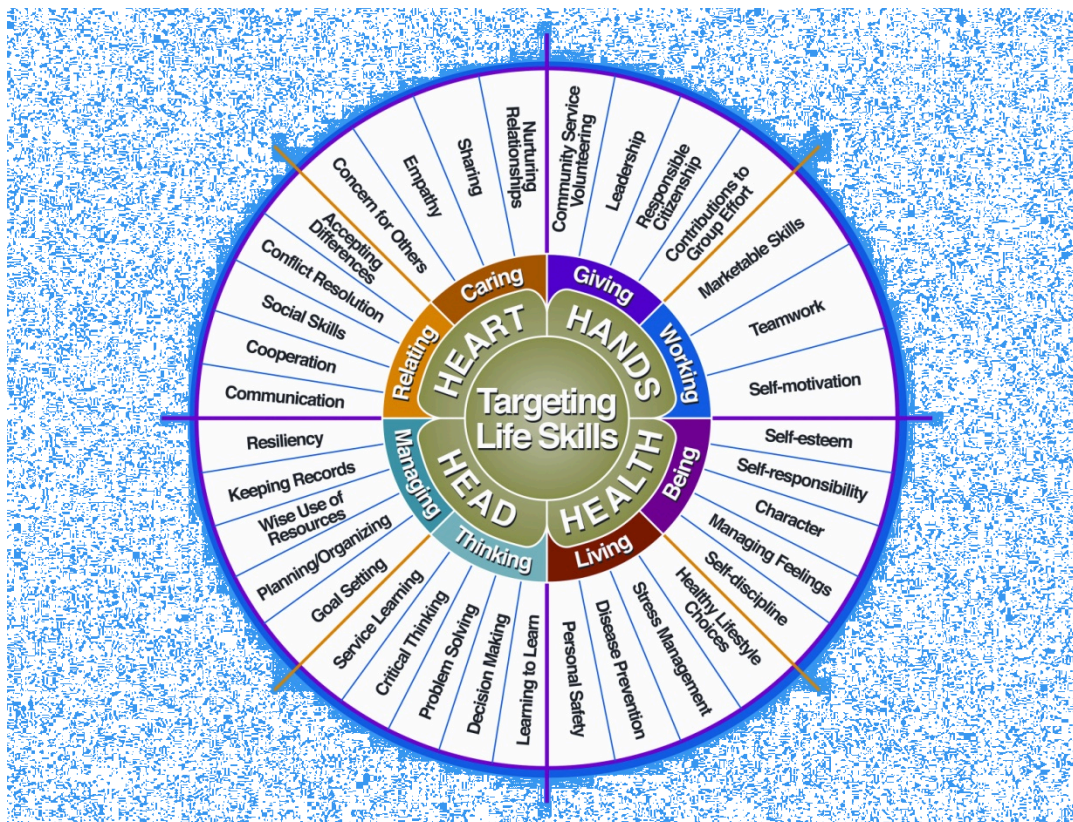 Targeting
Life Skills
HEART
HANDS
HEALTH
HEAD
Caring
Giving
Working
Being
Living
Thinking
Managing
Relating
Nurturing
Relationships
Sharing
Empathy
Concern for Others
Community Service
Volunteering
Leadership
Responsible
Citizenship
Contributions to
Group Effort
Marketable Skills
Teamwork
Self-motivation
Self-esteem
Self-responsibility
Character
Managing Feelings
Self-discipline
Healthy Lifestyle
Choices
Stress Management
Disease Prevention
Personal Safety
Learning to Learn
Decision Making
Problem Solving
Critical Thinking
Service Learning
Goal Setting
Planning/Organizing
Wise Use of
Resources
Keeping Records
Resiliency
Communication
Cooperation
Social Skills
Conflict Resolution
Accepting
Differences